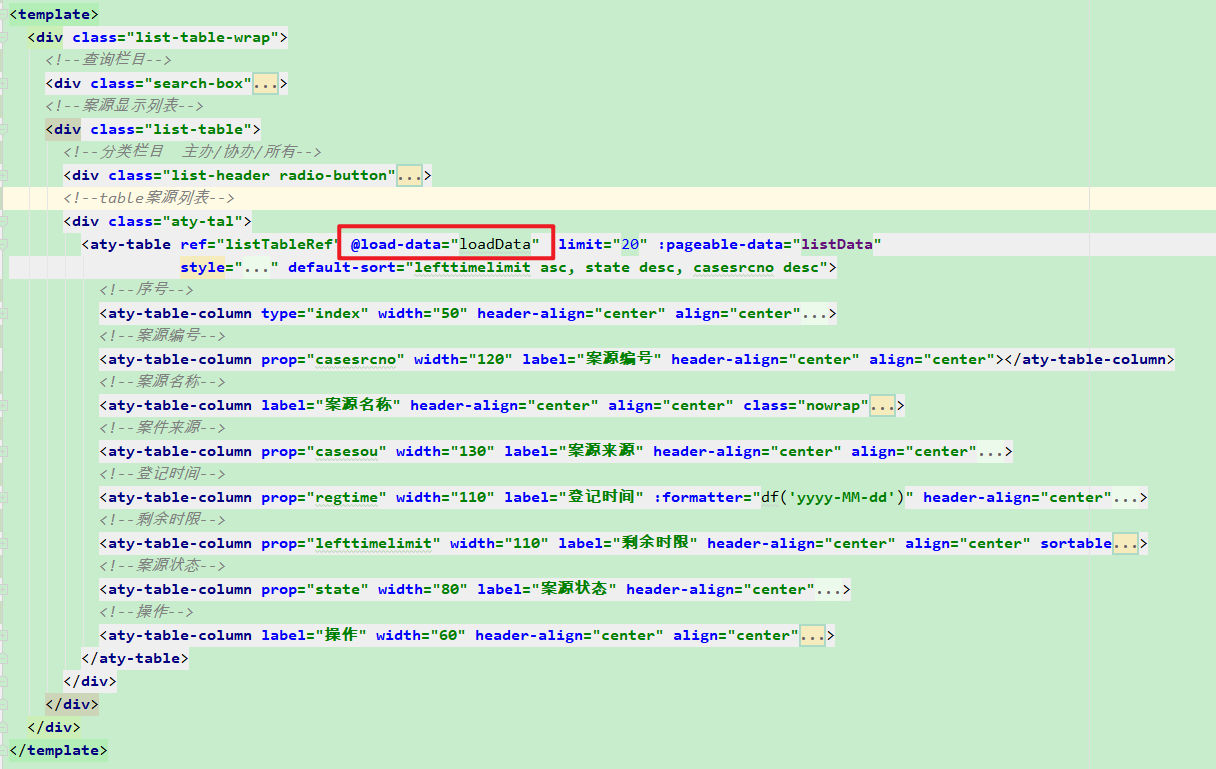 <template>
<div class="list-table-wrap">
<!--查询栏目-->
<div class="search-box"...>
<!--案源显示列表-->
<div class="list-table">
<!--分类栏目  主办/协办/所有-->
<div class="list-header radio-button"...>
<!--table案源列表-->
<div class="aty-tal">
<aty-table ref="listTableRef" @load-data="loadData"  limit="20" :pageable-data="listData"
style="..." default-sort="lefttimelimit asc, state desc, casesrcno desc">
<!--序号-->
<aty-table-column type="index" width="50" header-align="center" align="center"...>
<!--案源编号-->
<aty-table-column prop="casesrcno" width="120" label="案源编号" header-align="center" align="center"></aty-table-column>
<!--案源名称-->
<aty-table-column label="案源名称" header-align="center" align="center" class="nowrap"...>
<!--案件来源-->
<aty-table-column prop="casesou" width="130" label="案源来源" header-align="center" align="center"...>
<!--登记时间-->
<aty-table-column prop="regtime" width="110" label="登记时间" :formatter="df('yyyy-MM-dd')" header-align="center"...>
<!--剩余时限-->
<aty-table-column prop="lefttimelimit" width="110" label="剩余时限" header-align="center" align="center" sortable...>
<!--案源状态-->
<aty-table-column prop="state" width="80" label="案源状态" header-align="center"...>
<!--操作-->
<aty-table-column label="操作" width="60" header-align="center" align="center"...>
</aty-table>
</div>
</div>
</div>
</template>